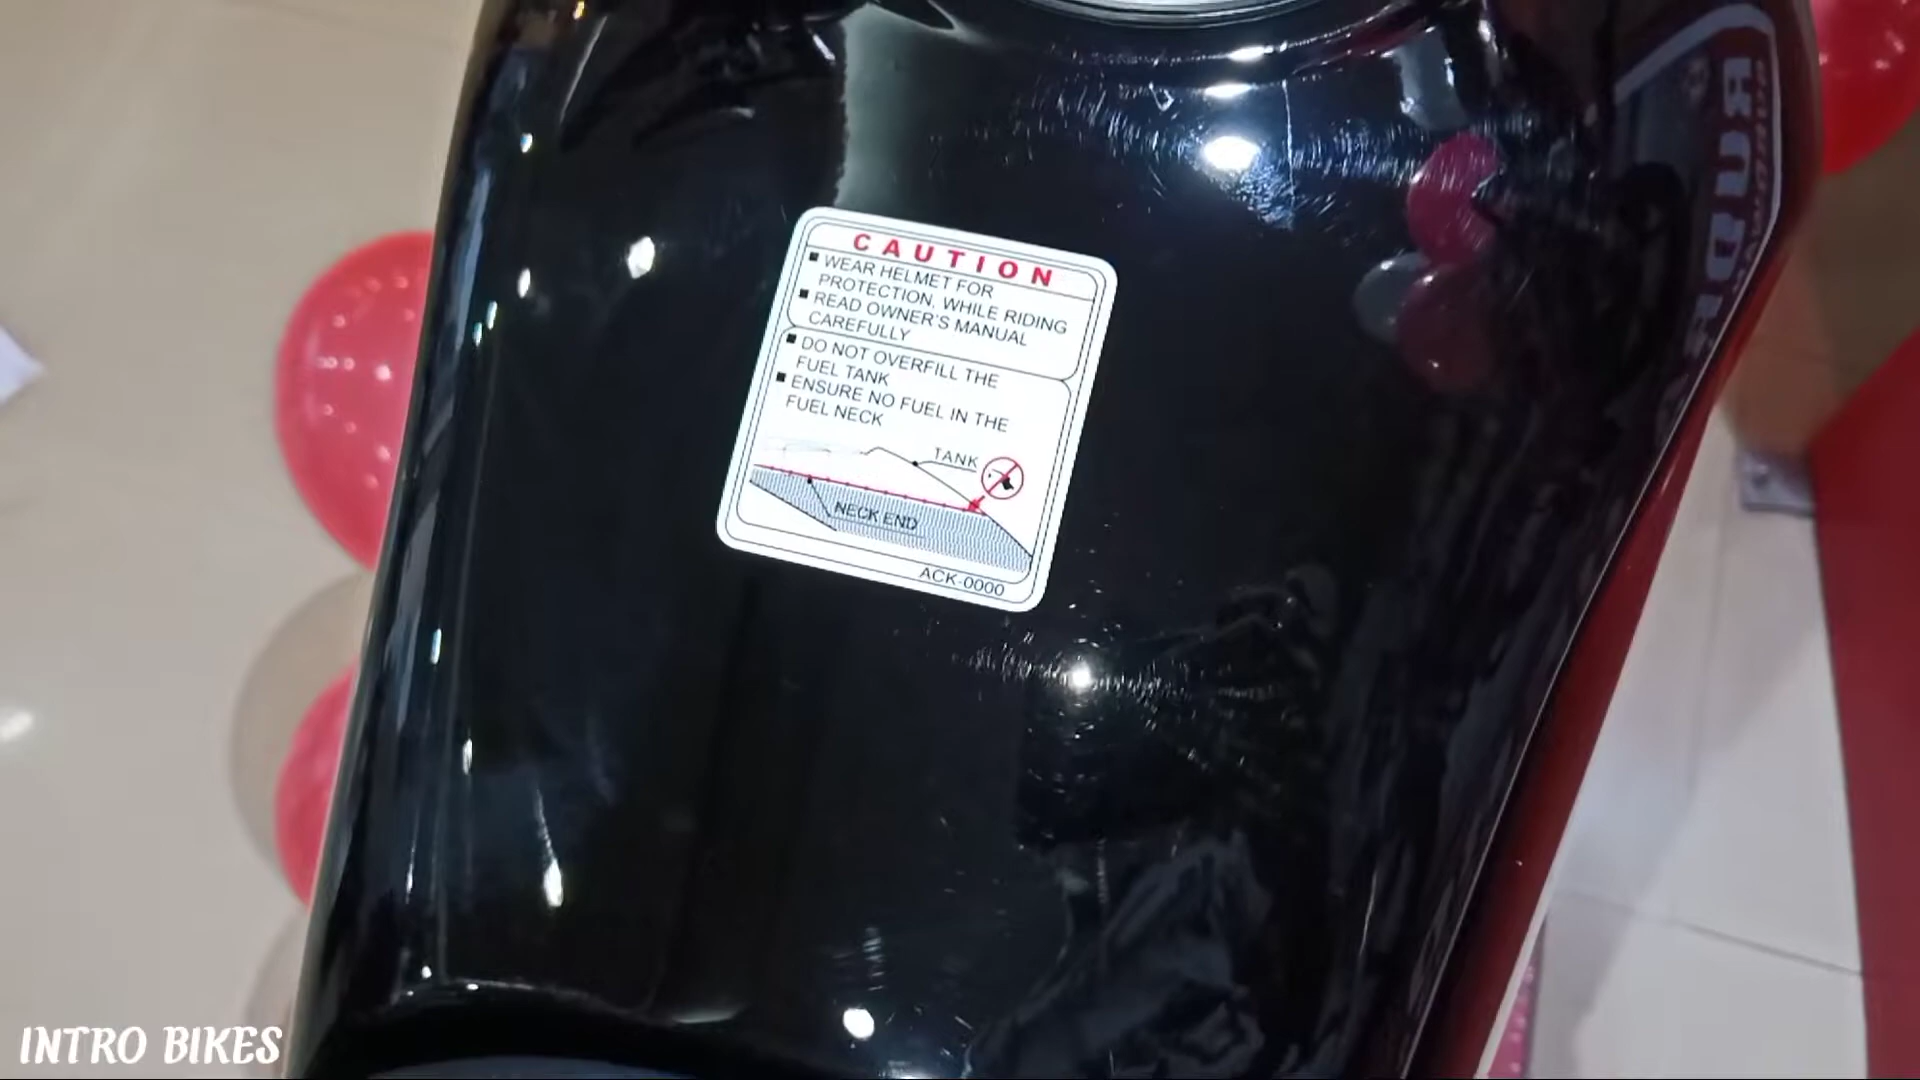 CAUTION
■ WEAR HELMET FOR
PROTECTION, WHILE RIDING
■ READ OWNER'S MANUAL
CAREFULLY
■ DO NOT OVERFILL THE
FUEL TANK
■ ENSURE NO FUEL IN THE
FUEL NECK
TANK
NECK END
ACK-0000
INTRO BIKES